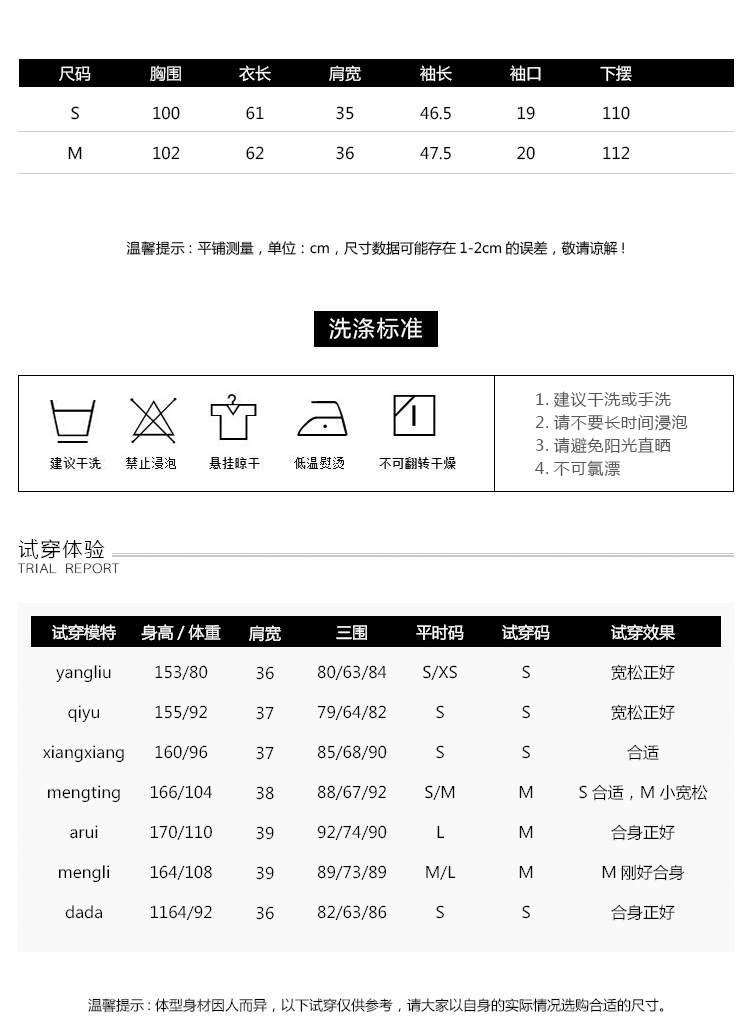 尺码 胸围 衣长 肩宽 袖长 袖口 下摆
S 100 61 35 46.5 19 110
M 102 62 36 47.5 20 112
温馨提示：平铺测量，单位：cm，尺寸数据可能存在1-2cm的误差，敬请谅解！
洗涤标准
建议干洗 禁止浸泡 悬挂晾干 低温熨烫 不可翻转干燥
1. 建议干洗或手洗
2. 请不要长时间浸泡
3. 请避免阳光直晒
4. 不可氯漂
试穿体验
TRIAL REPORT
试穿模特 身高 / 体重 肩宽 三围 平时码 试穿码 试穿效果
yangliu 153/80 36 80/63/84 S/XS S 宽松正好
qiyu 155/92 37 79/64/82 S S 宽松正好
xiangxiang 160/96 37 85/68/90 S S 合适
mengting 166/104 38 88/67/92 S/M M S 合适，M 小宽松
arui 170/110 39 92/74/90 L M 合身正好
mengli 164/108 39 89/73/89 M/L M M 刚好合身
dada 1164/92 36 82/63/86 S S 合身正好
温馨提示：体型身材因人而异，以下试穿仅供参考，请大家以自身的实际情况选购合适的尺寸。